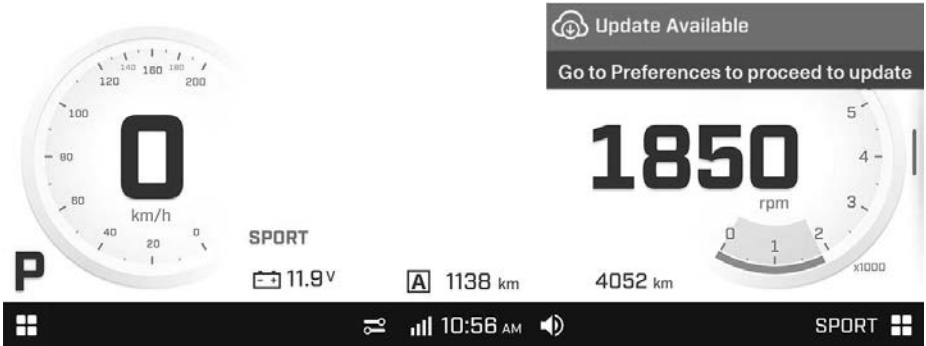 Update Available
Go to Preferences to proceed to update
140 160 180
120 200
100
80
60
40 20 0
0
km/h
P
SPORT
11.9 V
A 1138 km
4052 km
1850
rpm
5
4
3
0 1 2
x1000
10:56 AM
SPORT